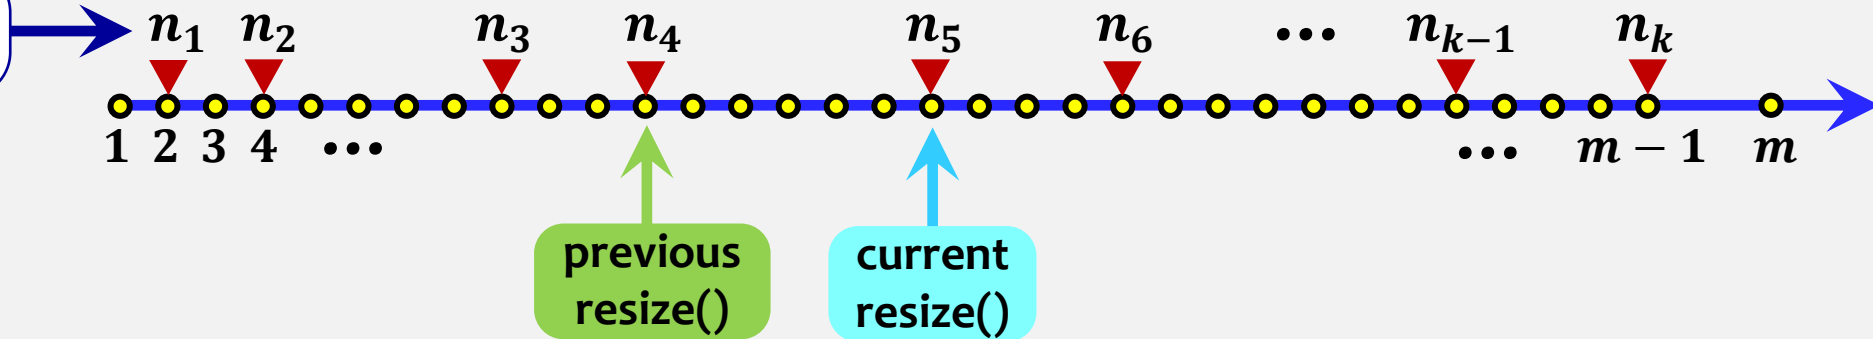 n₁ n₂ n₃ n₄ n₅ n₆ ... nₖ₋₁ nₖ
1 2 3 4 ... ... m − 1 m
previous current
resize() resize()